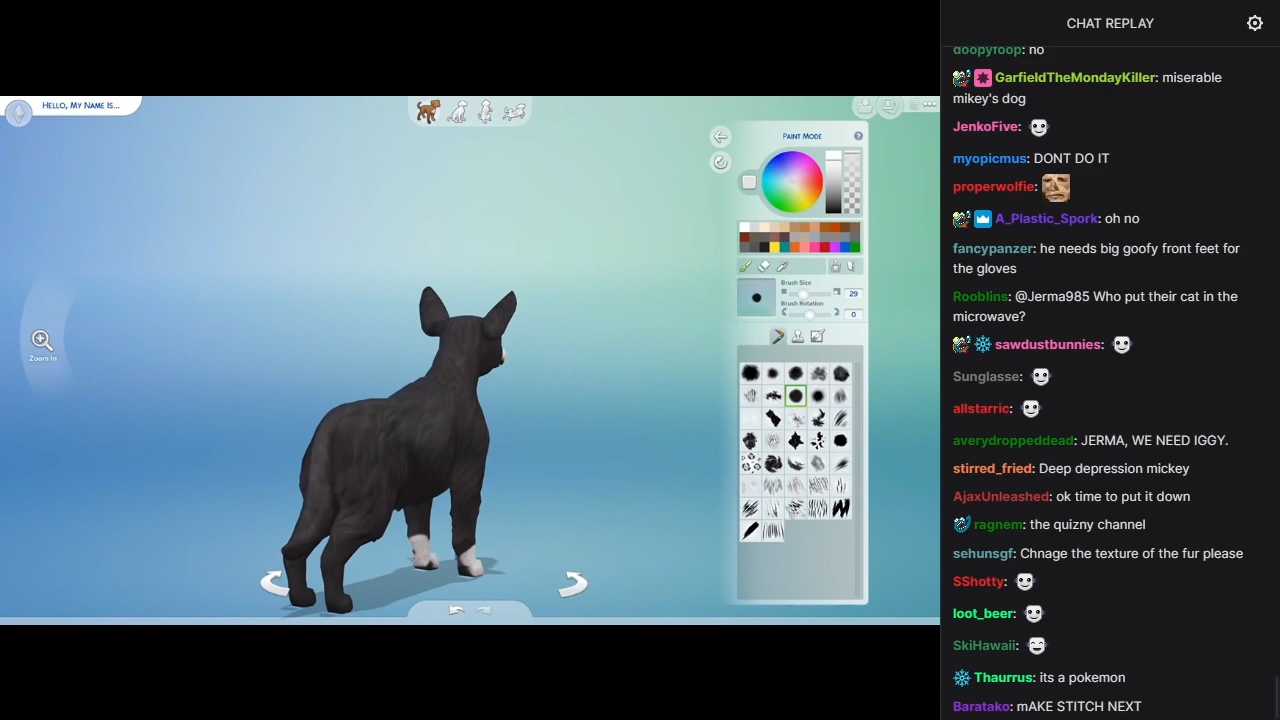 HELLO, MY NAME IS...
Zoom In
PAINT MODE
?
Brush Size
29
Brush Rotation
0
CHAT REPLAY
doopyfoop: no
GarfieldTheMondayKiller: miserable
mikey's dog
JenkoFive:
myopicmus: DONT DO IT
properwolfie:
A_Plastic_Spork: oh no
fancypanzer: he needs big goofy front feet for
the gloves
Rooblins: @Jerma985 Who put their cat in the
microwave?
sawdustbunnies:
Sunglasse:
allstarric:
averydroppeddead: JERMA, WE NEED IGGY.
stirred_fried: Deep depression mickey
AjaxUnleashed: ok time to put it down
ragnem: the quizny channel
sehunsgf: Chnage the texture of the fur please
SShotty:
loot_beer:
SkiHawaii:
Thaurrus: its a pokemon
Baratako: mAKE STITCH NEXT